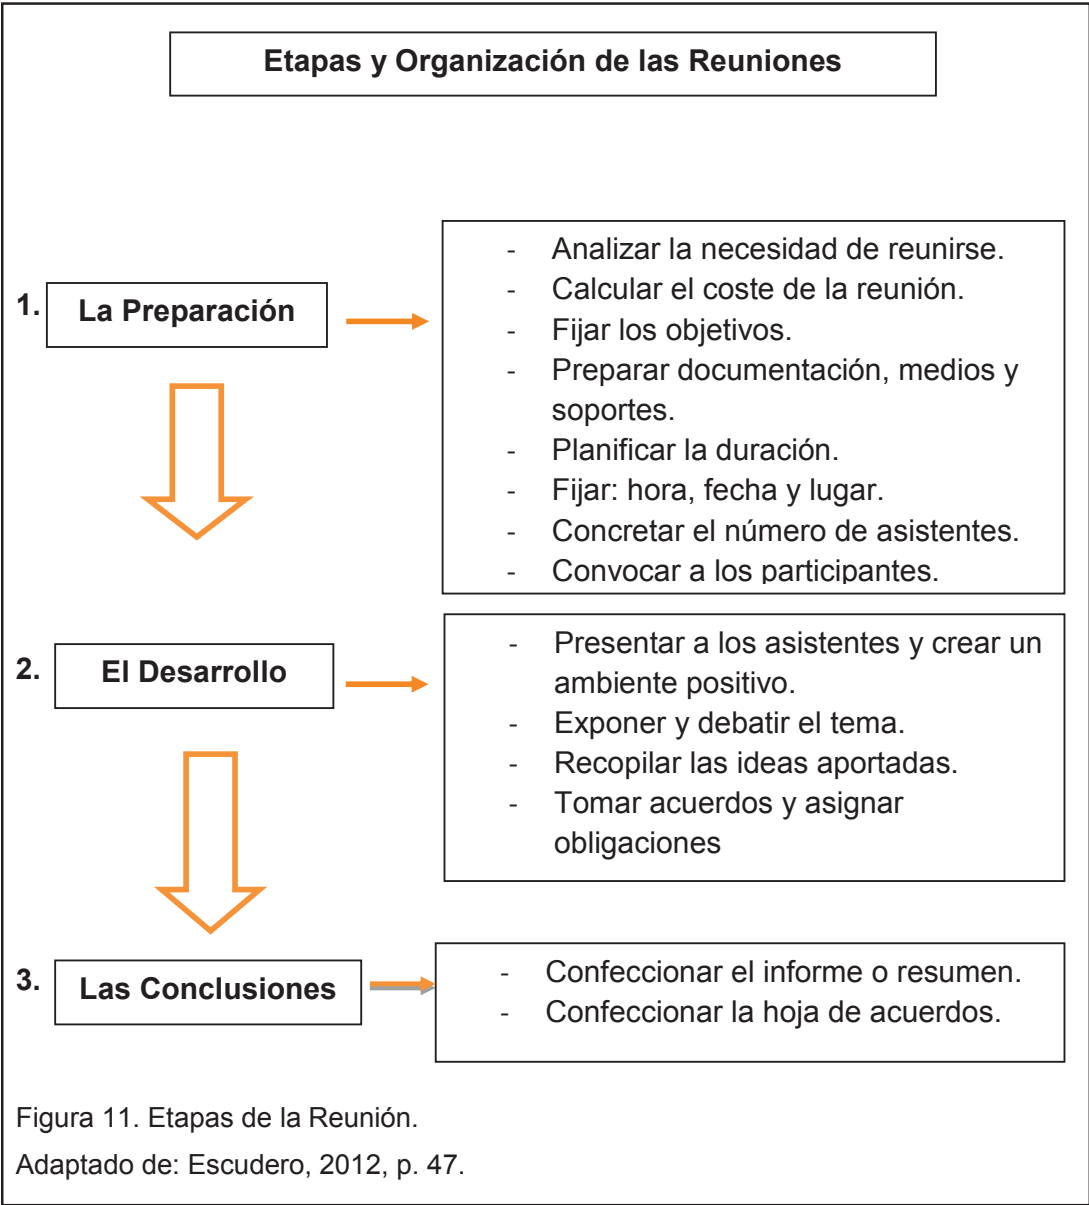 Etapas y Organización de las Reuniones
1. La Preparación
- Analizar la necesidad de reunirse.
- Calcular el coste de la reunión.
- Fijar los objetivos.
- Preparar documentación, medios y
soportes.
- Planificar la duración.
- Fijar: hora, fecha y lugar.
- Concretar el número de asistentes.
- Convocar a los participantes.
2. El Desarrollo
- Presentar a los asistentes y crear un
ambiente positivo.
- Exponer y debatir el tema.
- Recopilar las ideas aportadas.
- Tomar acuerdos y asignar
obligaciones
3. Las Conclusiones
- Confeccionar el informe o resumen.
- Confeccionar la hoja de acuerdos.
Figura 11. Etapas de la Reunión.
Adaptado de: Escudero, 2012, p. 47.